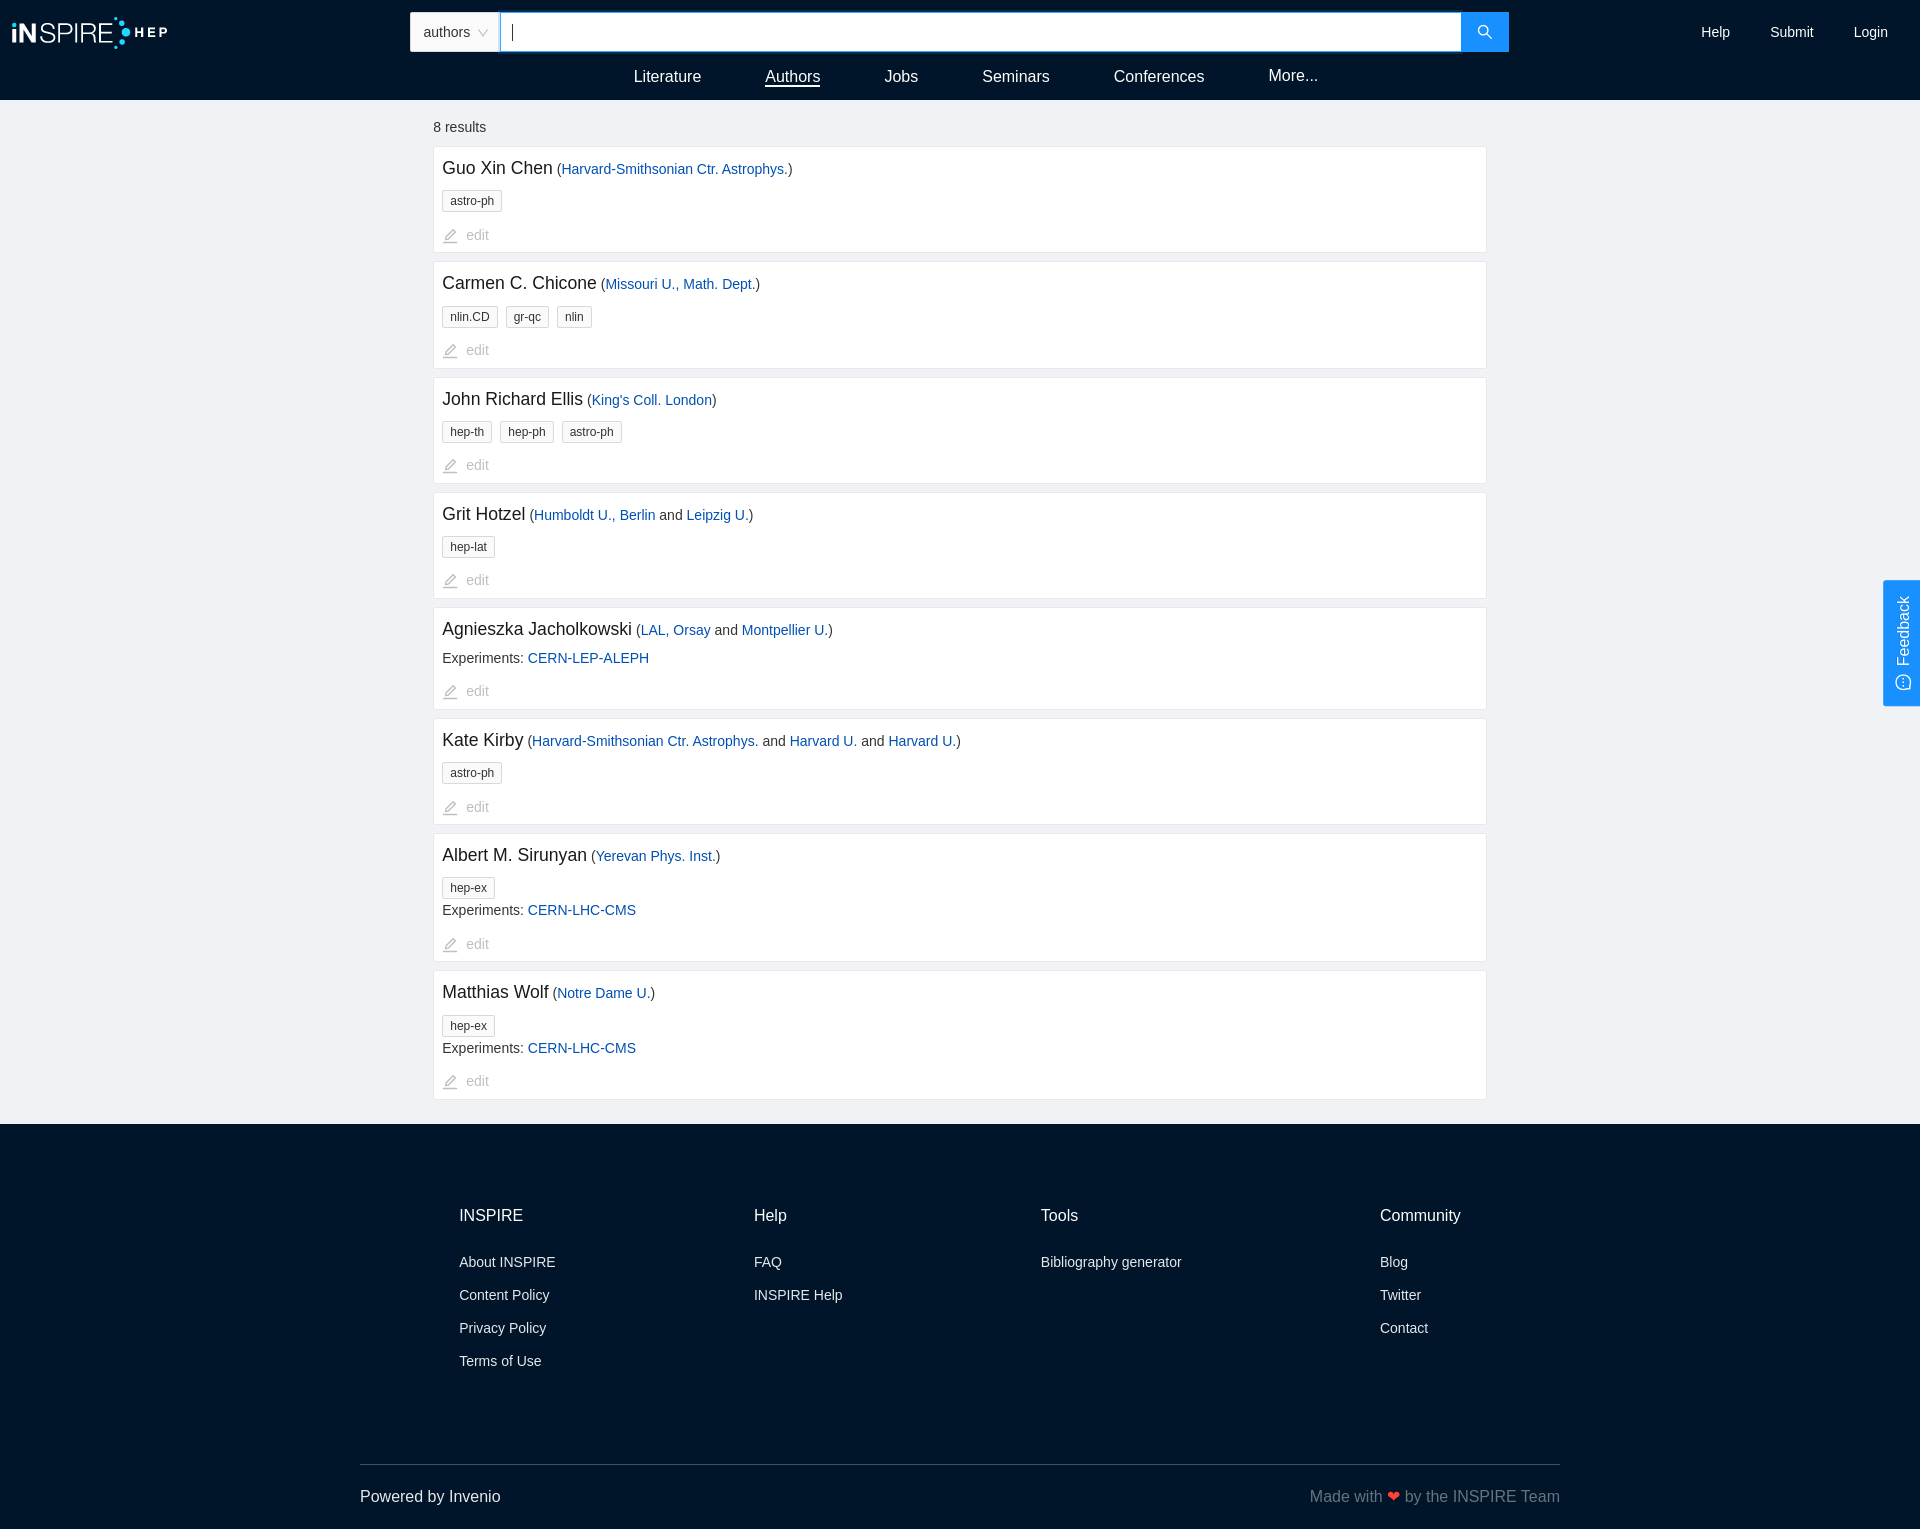 iNSPIRE HEP
authors
Help
Submit
Login
Literature
Authors
Jobs
Seminars
Conferences
More...
8 results
Guo Xin Chen (Harvard-Smithsonian Ctr. Astrophys.)
astro-ph
edit
Carmen C. Chicone (Missouri U., Math. Dept.)
nlin.CD gr-qc nlin
edit
John Richard Ellis (King's Coll. London)
hep-th hep-ph astro-ph
edit
Grit Hotzel (Humboldt U., Berlin and Leipzig U.)
hep-lat
edit
Agnieszka Jacholkowski (LAL, Orsay and Montpellier U.)
Experiments: CERN-LEP-ALEPH
edit
Kate Kirby (Harvard-Smithsonian Ctr. Astrophys. and Harvard U. and Harvard U.)
astro-ph
edit
Albert M. Sirunyan (Yerevan Phys. Inst.)
hep-ex
Experiments: CERN-LHC-CMS
edit
Matthias Wolf (Notre Dame U.)
hep-ex
Experiments: CERN-LHC-CMS
edit
Feedback
INSPIRE
About INSPIRE
Content Policy
Privacy Policy
Terms of Use
Help
FAQ
INSPIRE Help
Tools
Bibliography generator
Community
Blog
Twitter
Contact
Powered by Invenio
Made with ❤ by the INSPIRE Team